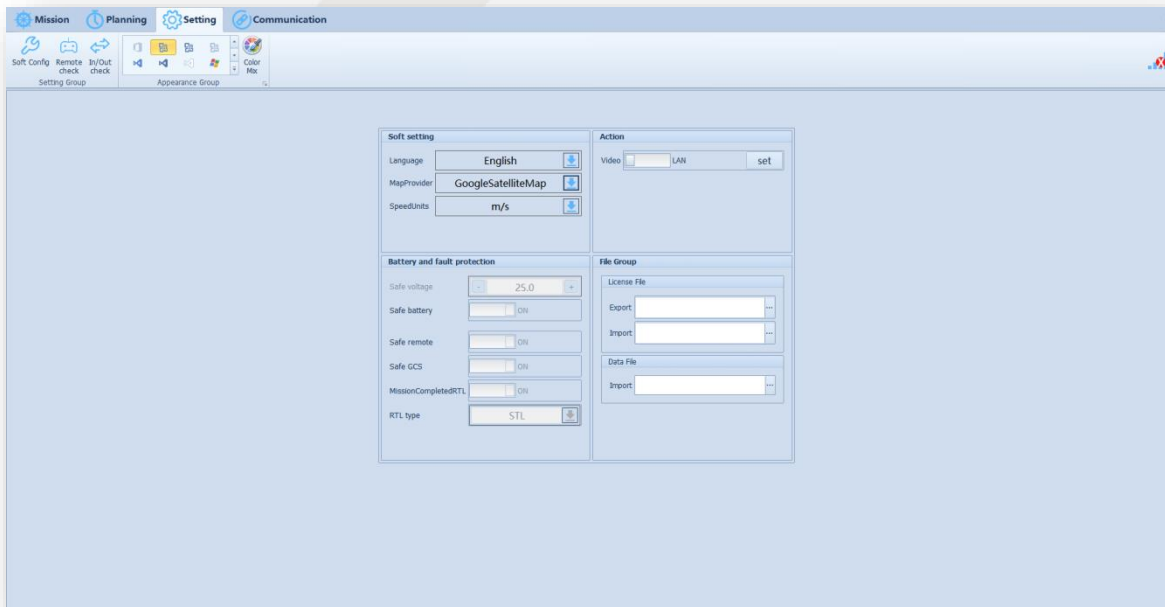 Mission Planning Setting Communication
Soft Config Remote check In/Out check Color Mix
Setting Group Appearance Group
Soft setting
Language English
MapProvider GoogleSatelliteMap
SpeedUnits m/s
Action
Video LAN set
Battery and fault protection
Safe voltage - 25.0 +
Safe battery ON
Safe remote ON
Safe GCS ON
MissionCompletedRTL ON
RTL type STL
File Group
License File
Export ...
Import ...
Data File
Import ...